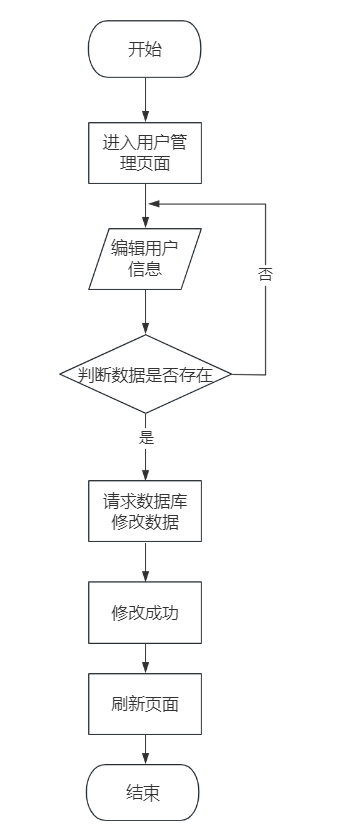 开始
进入用户管
理页面
编辑用户
信息
否
判断数据是否存在
是
请求数据库
修改数据
修改成功
刷新页面
结束